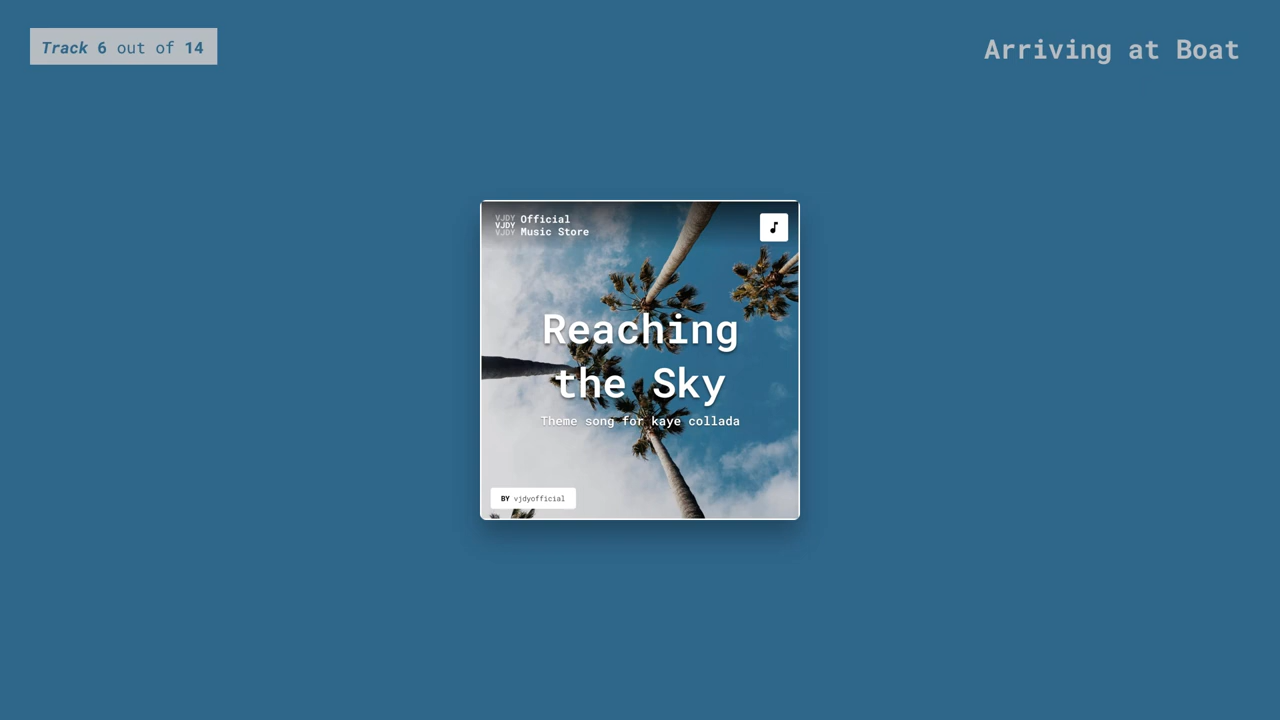 Track 6 out of 14
Arriving at Boat
VJDY Official
VJDY
VJDY Music Store
Reaching
the Sky
Theme song for kaye collada
BY vjdyofficial